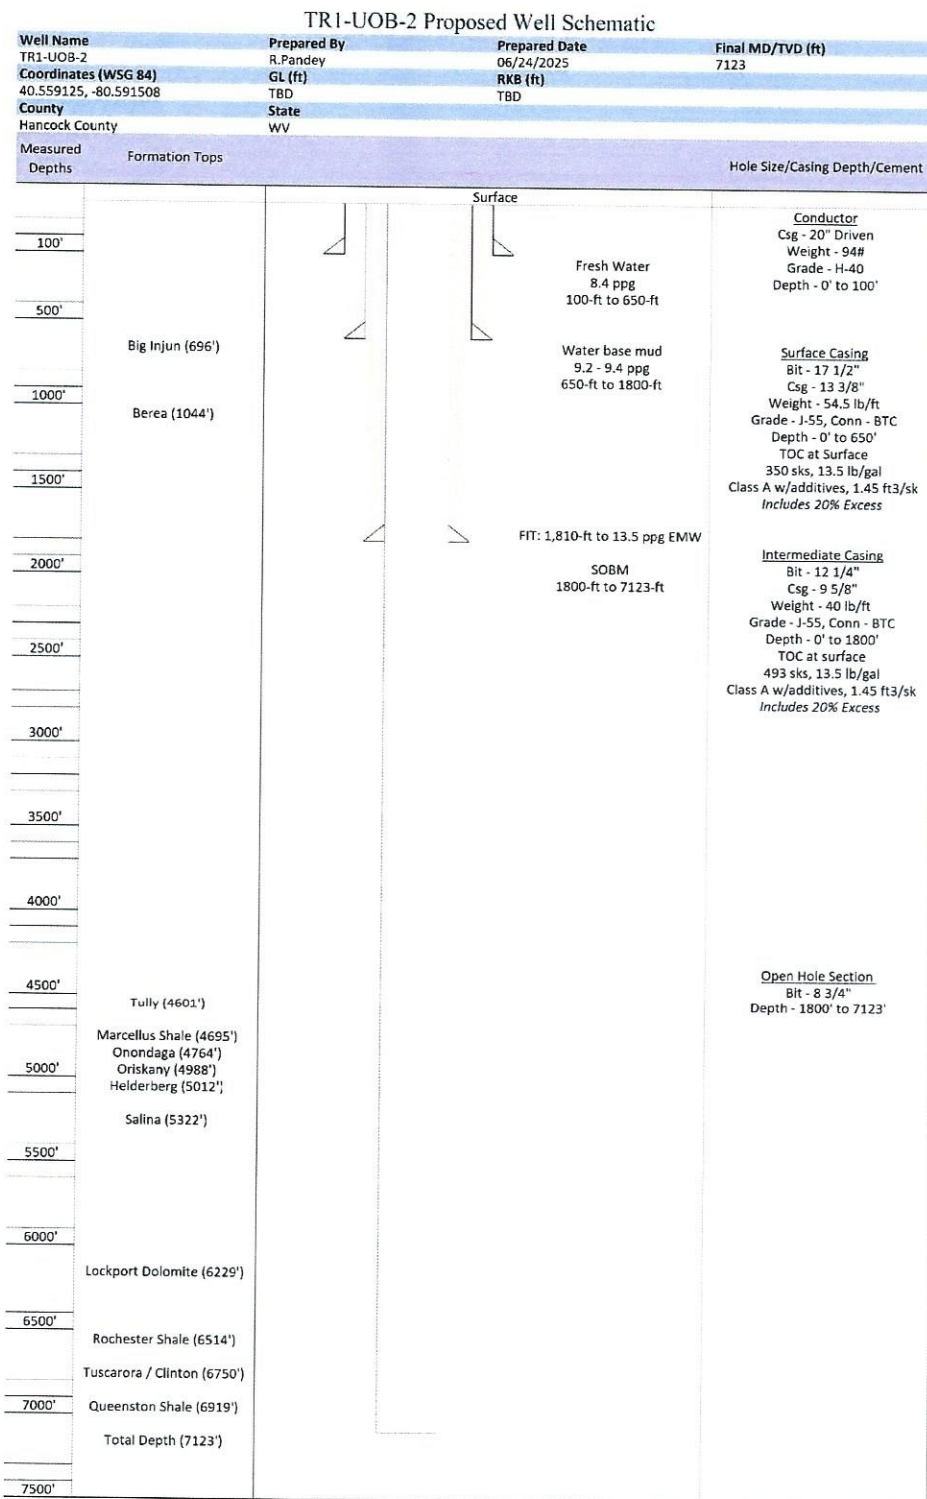 TR1-UOB-2 Proposed Well Schematic
Well Name Prepared By Prepared Date Final MD/TVD (ft)
TR1-UOB-2 R.Pandey 06/24/2025 7123
Coordinates (WSG 84) GL (ft) RKB (ft)
40.559125, -80.591508 TBD TBD
County State
Hancock County WV
Measured
Depths
Formation Tops
Hole Size/Casing Depth/Cement
Surface
100'
500'
1000'
1500'
2000'
2500'
3000'
3500'
4000'
4500'
5000'
5500'
6000'
6500'
7000'
7500'
Big Injun (696')
Berea (1044')
Tully (4601')
Marcellus Shale (4695')
Onondaga (4764')
Oriskany (4988')
Helderberg (5012')
Salina (5322')
Lockport Dolomite (6229')
Rochester Shale (6514')
Tuscarora / Clinton (6750')
Queenston Shale (6919')
Total Depth (7123')
Fresh Water
8.4 ppg
100-ft to 650-ft
Water base mud
9.2 - 9.4 ppg
650-ft to 1800-ft
FIT: 1,810-ft to 13.5 ppg EMW
SOBM
1800-ft to 7123-ft
Conductor
Csg - 20" Driven
Weight - 94#
Grade - H-40
Depth - 0' to 100'
Surface Casing
Bit - 17 1/2"
Csg - 13 3/8"
Weight - 54.5 lb/ft
Grade - J-55, Conn - BTC
Depth - 0' to 650'
TOC at Surface
350 sks, 13.5 lb/gal
Class A w/additives, 1.45 ft3/sk
Includes 20% Excess
Intermediate Casing
Bit - 12 1/4"
Csg - 9 5/8"
Weight - 40 lb/ft
Grade - J-55, Conn - BTC
Depth - 0' to 1800'
TOC at surface
493 sks, 13.5 lb/gal
Class A w/additives, 1.45 ft3/sk
Includes 20% Excess
Open Hole Section
Bit - 8 3/4"
Depth - 1800' to 7123'